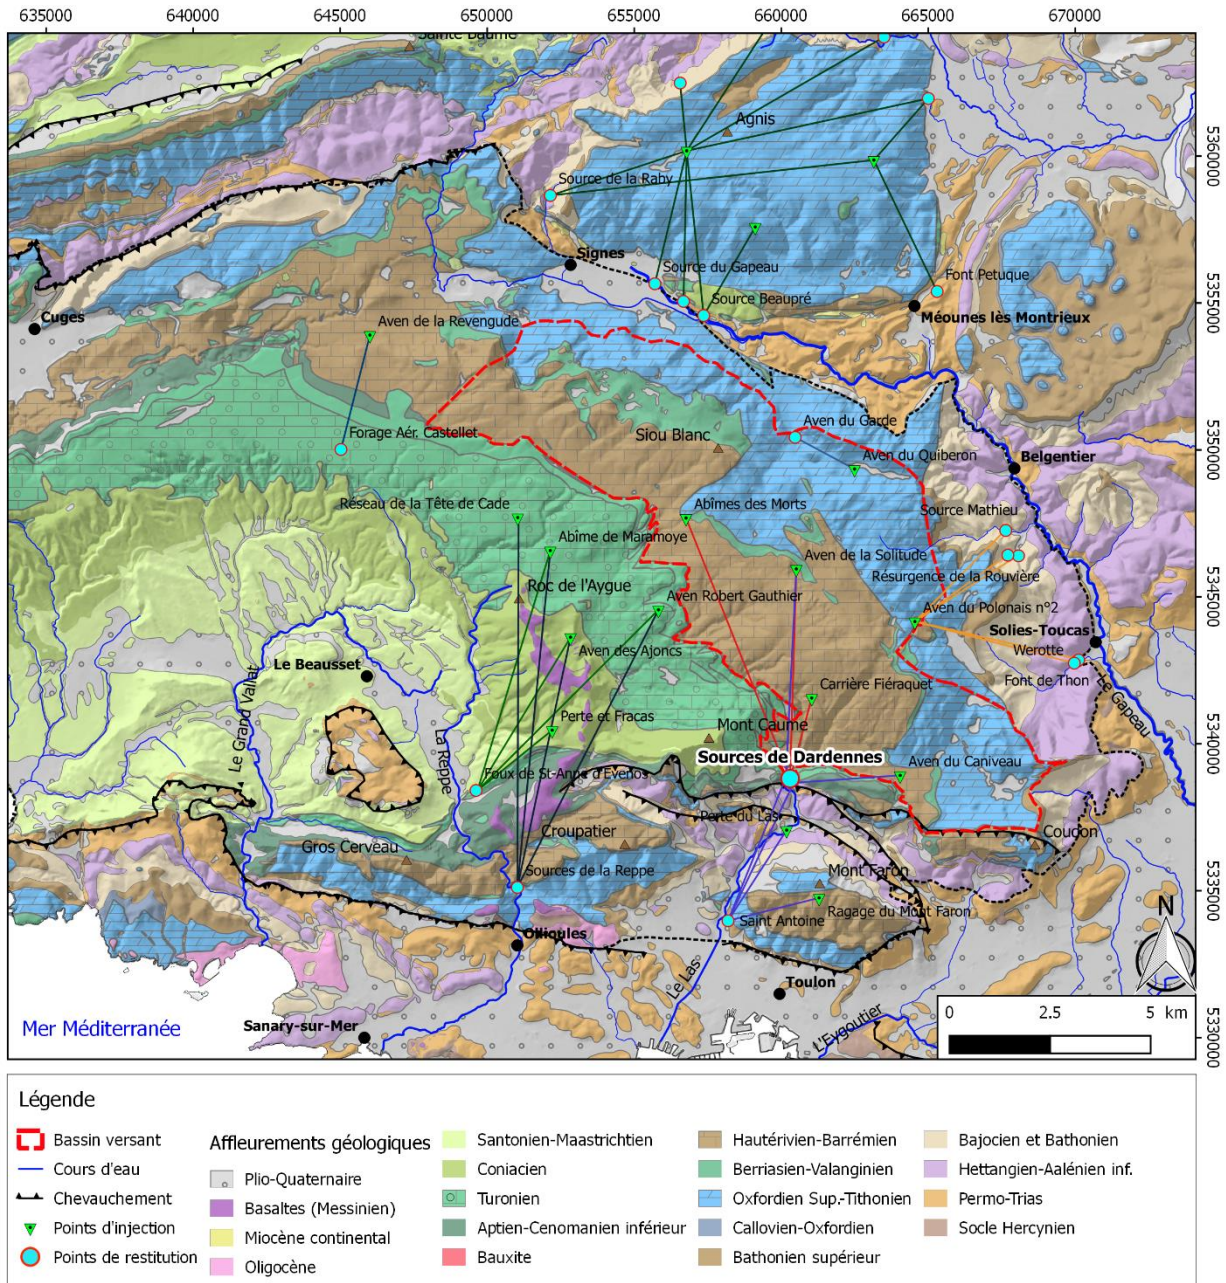 635000 640000 645000 650000 655000 660000 665000 670000
Sainte Baume
Agnis
5360000
Source de la Raby
Signes
Source du Gapeau
Font Petuque
Source Beaupré
5355000
Cuges
Aven de la Revengude
Méounes lès Montrieux
Forage Aér. Castellet
Siou Blanc
Aven du Garde
5350000
Aven du Quiberon
Belgentier
Réseau de la Tête de Cade
Abîmes des Morts
Source Mathieu
Abîme de Maramoye
Aven de la Solitude
Résurgence de la Rouvière
Roc de l'Aygue
Aven Robert Gauthier
Aven du Polonais n°2
5345000
Solies-Toucas
Aven des Ajoncs
Werotte
Le Beausset
Font de Thon
Carrière Fiéraquet
Le Gapeau
Le Grand Vallat
La Reppe
Perte et Fracas
Mont Caume
5340000
Sources de Dardennes
Foux de St-Anne d'Evenos
Aven du Caniveau
Perte du Las
Croupatier
Coudon
Gros Cerveau
Sources de la Reppe
Mont Faron
5335000
Ragage du Mont Faron
Saint Antoine
N
Ollioules
Le Las
Toulon
Mer Méditerranée
Sanary-sur-Mer
L'Eygoutier
0 2.5 5 km
5330000
Légende
Bassin versant
Cours d'eau
Chevauchement
Points d'injection
Points de restitution
Affleurements géologiques
Plio-Quaternaire
Basaltes (Messinien)
Miocène continental
Oligocène
Santonien-Maastrichtien
Coniacien
Turonien
Aptien-Cenomanien inférieur
Bauxite
Hautérivien-Barrémien
Berriasien-Valanginien
Oxfordien Sup.-Tithonien
Callovien-Oxfordien
Bathonien supérieur
Bajocien et Bathonien
Hettangien-Aalénien inf.
Permo-Trias
Socle Hercynien